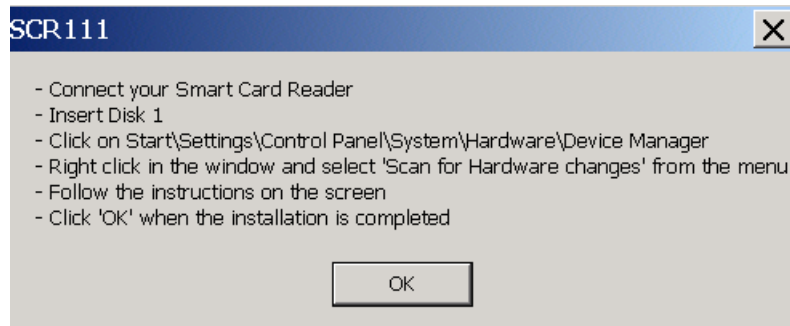 SCR111
- Connect your Smart Card Reader
- Insert Disk 1
- Click on Start\Settings\Control Panel\System\Hardware\Device Manager
- Right click in the window and select 'Scan for Hardware changes' from the menu
- Follow the instructions on the screen
- Click 'OK' when the installation is completed
OK